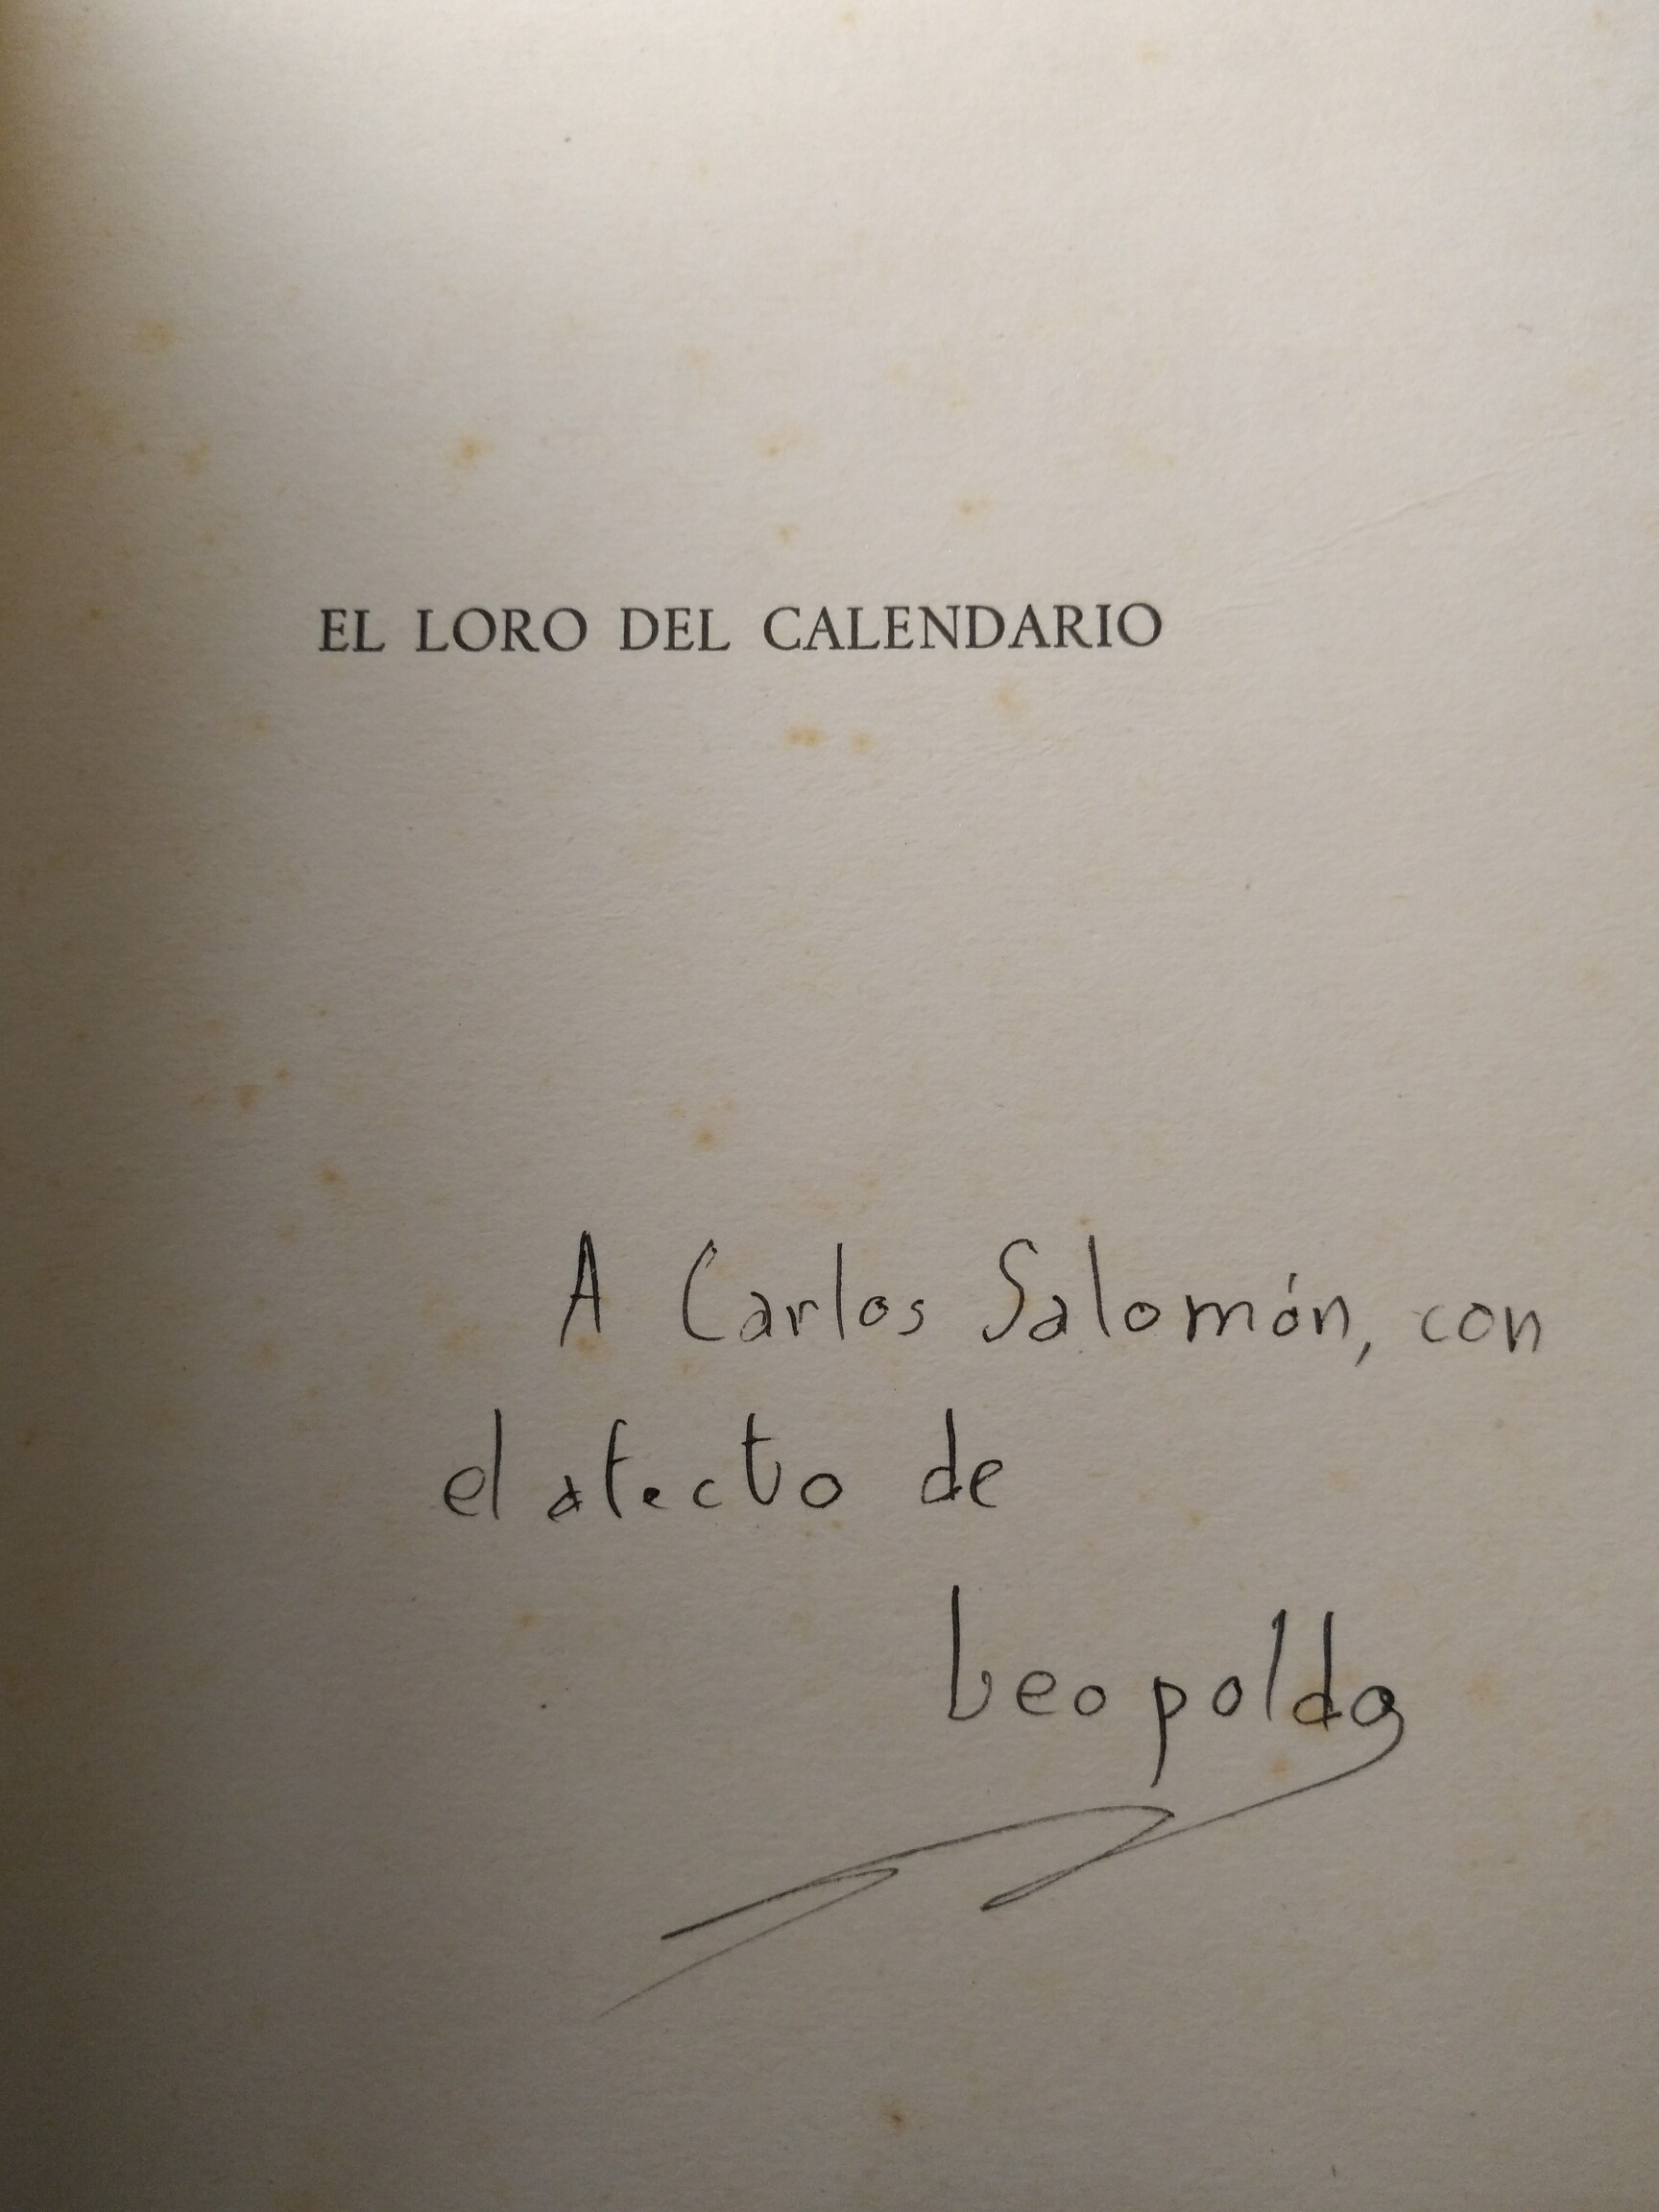 EL LORO DEL CALENDARIO
A Carlos Salomón, con
el afecto de
Leopoldo